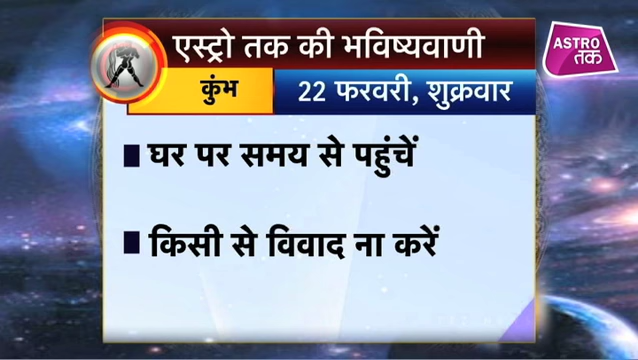 एस्ट्रो तक की भविष्यवाणी
ASTRO
तक
कुंभ
22 फरवरी, शुक्रवार
घर पर समय से पहुंचें
किसी से विवाद ना करें